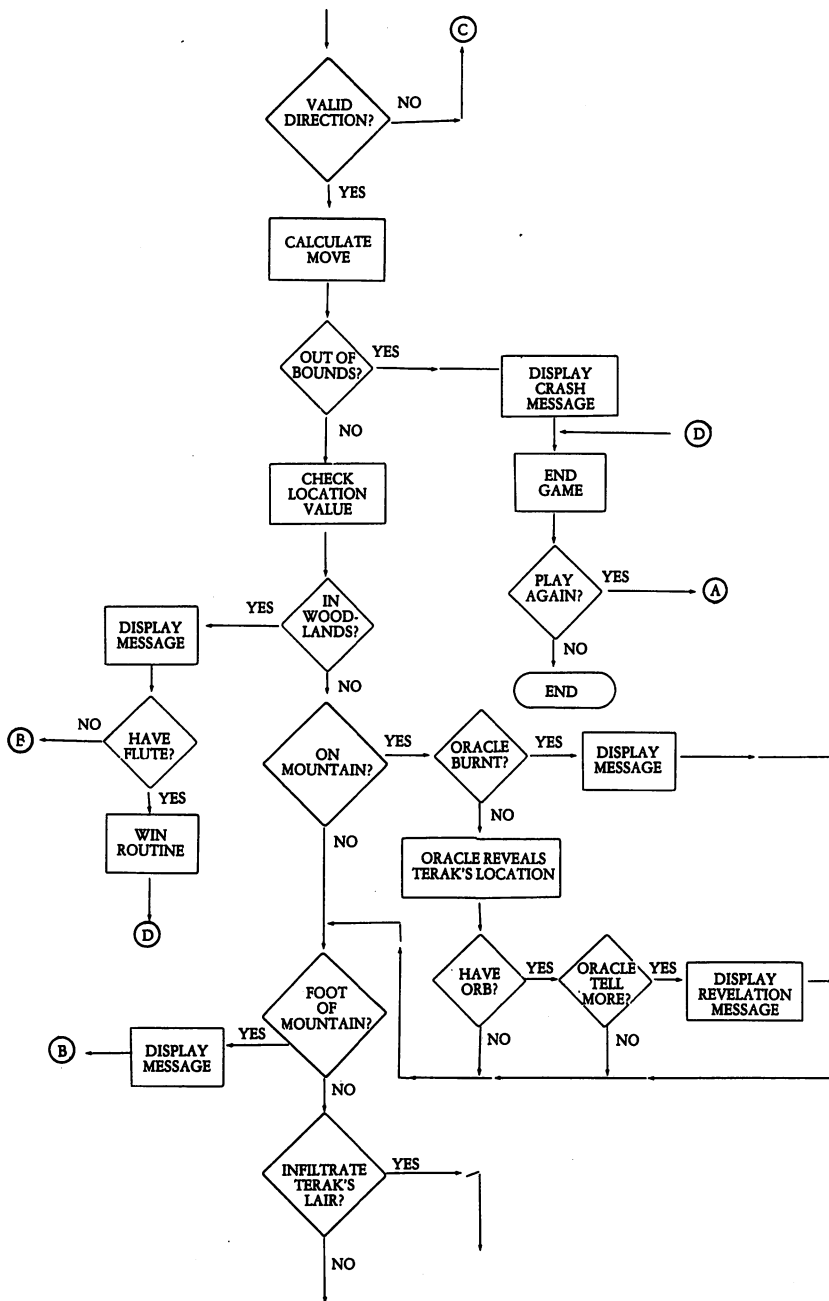 C
VALID
DIRECTION?
NO
YES
CALCULATE
MOVE
OUT OF
BOUNDS?
YES
DISPLAY
CRASH
MESSAGE
NO
D
CHECK
LOCATION
VALUE
END
GAME
PLAY
AGAIN?
YES
A
NO
END
IN
WOOD-
LANDS?
YES
DISPLAY
MESSAGE
NO
HAVE
FLUTE?
NO
B
YES
WIN
ROUTINE
D
ON
MOUNTAIN?
YES
ORACLE
BURNT?
YES
DISPLAY
MESSAGE
NO
NO
ORACLE REVEALS
TERAK'S LOCATION
HAVE
ORB?
YES
ORACLE
TELL
MORE?
YES
DISPLAY
REVELATION
MESSAGE
NO
NO
FOOT
OF
MOUNTAIN?
YES
DISPLAY
MESSAGE
B
NO
INFILTRATE
TERAK'S
LAIR?
YES
NO